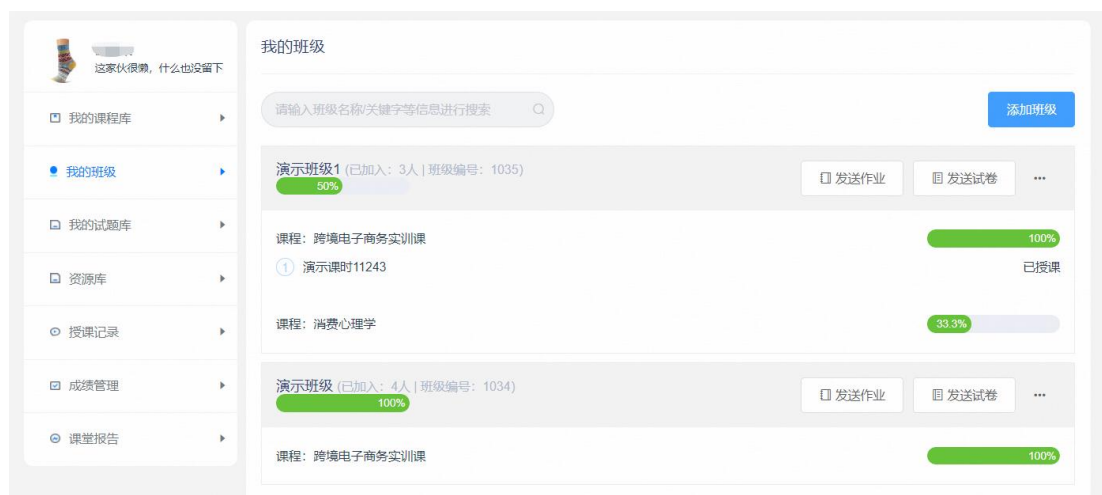 这家伙很懒，什么也没留下
我的课程库
我的班级
我的试题库
资源库
授课记录
成绩管理
课堂报告
我的班级
请输入班级名称/关键字等信息进行搜索
添加班级
演示班级1 (已加入：3人 | 班级编号：1035)
50%
发送作业
发送试卷
课程：跨境电子商务实训课
100%
1 演示课时11243
已授课
课程：消费心理学
33.3%
演示班级 (已加入：4人 | 班级编号：1034)
100%
发送作业
发送试卷
课程：跨境电子商务实训课
100%